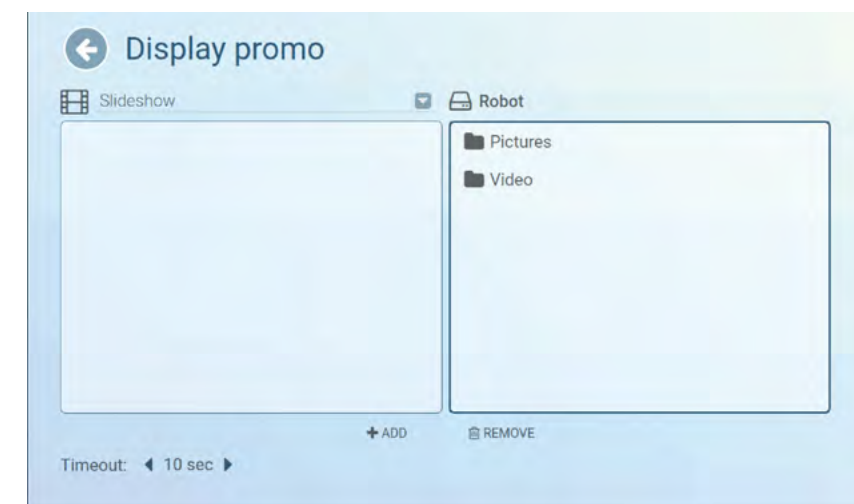 Display promo
Slideshow
Robot
Pictures
Video
+ ADD
REMOVE
Timeout: 10 sec